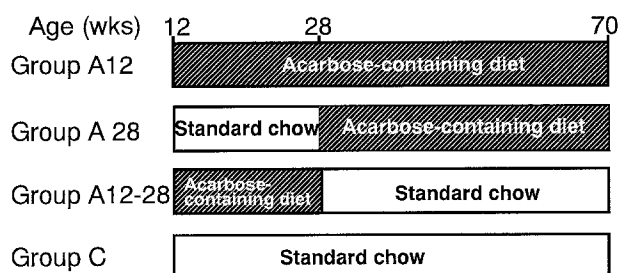 Age (wks) 12 28 70
Group A12 Acarbose-containing diet
Group A 28 Standard chow Acarbose-containing diet
Group A12-28 Acarbose-
containing diet Standard chow
Group C Standard chow